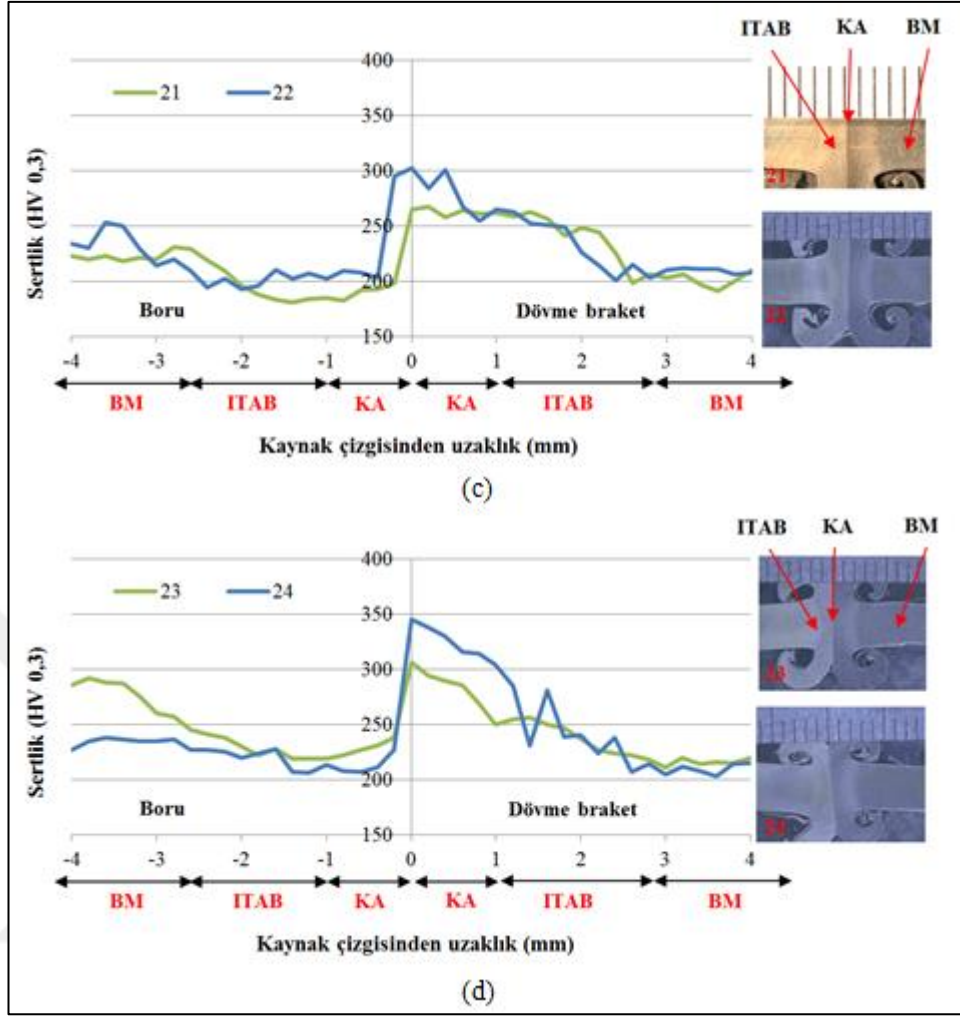 ITAB KA BM
400
21 22
350
300
250
200
150
Sertlik (HV 0,3)
Boru Dövme braket
21
22
-4 -3 -2 -1 0 1 2 3 4
BM ITAB KA KA ITAB BM
Kaynak çizgisinden uzaklık (mm)
(c)
ITAB KA BM
400
23 24
350
300
250
200
150
Sertlik (HV 0,3)
Boru Dövme braket
23
24
-4 -3 -2 -1 0 1 2 3 4
BM ITAB KA KA ITAB BM
Kaynak çizgisinden uzaklık (mm)
(d)